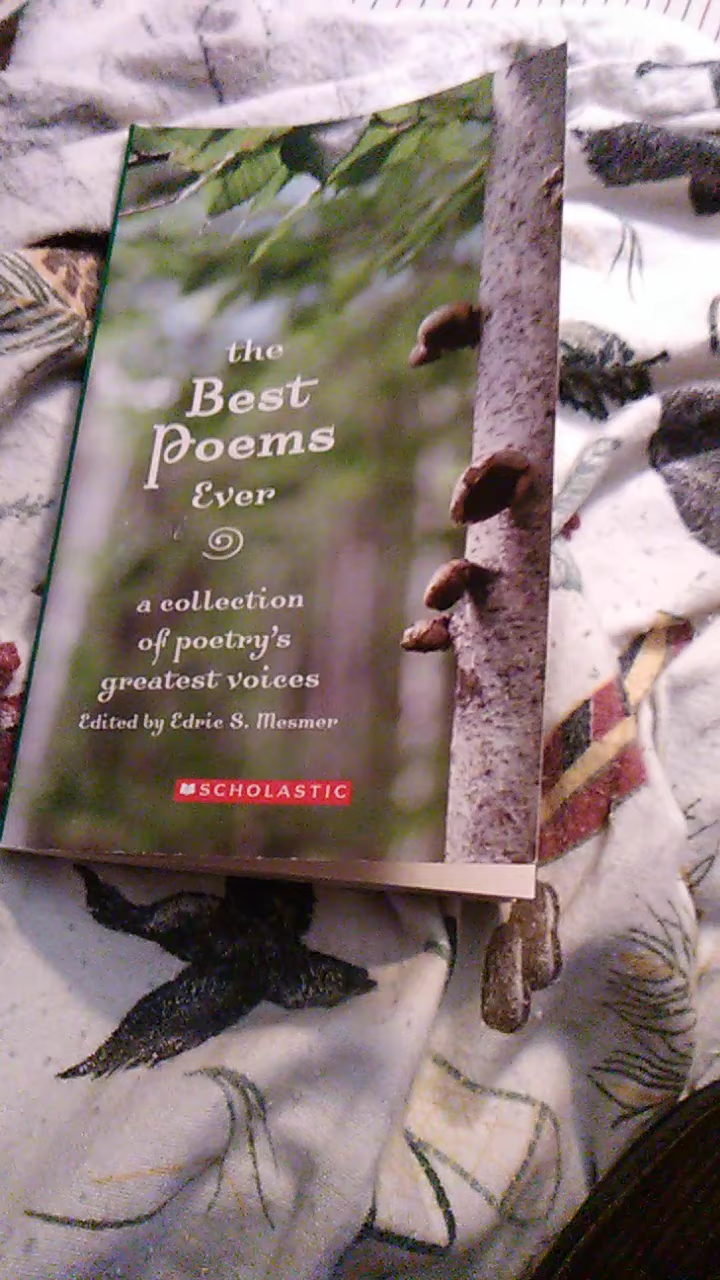 the
Best
Poems
Ever
a collection
of poetry's
greatest voices
Edited by Edric S. Mesmer
SCHOLASTIC